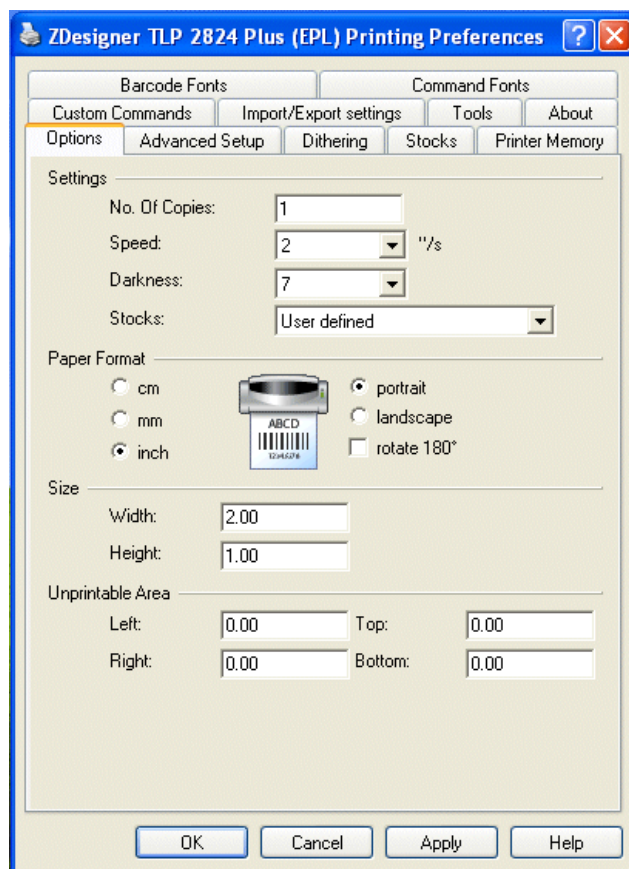 ZDesigner TLP 2824 Plus (EPL) Printing Preferences
Barcode Fonts Command Fonts
Custom Commands Import/Export settings Tools About
Options Advanced Setup Dithering Stocks Printer Memory
Settings
No. Of Copies: 1
Speed: 2 "/s
Darkness: 7
Stocks: User defined
Paper Format
cm portrait
mm landscape
inch rotate 180°
ABCD
12345678
Size
Width: 2.00
Height: 1.00
Unprintable Area
Left: 0.00 Top: 0.00
Right: 0.00 Bottom: 0.00
OK Cancel Apply Help